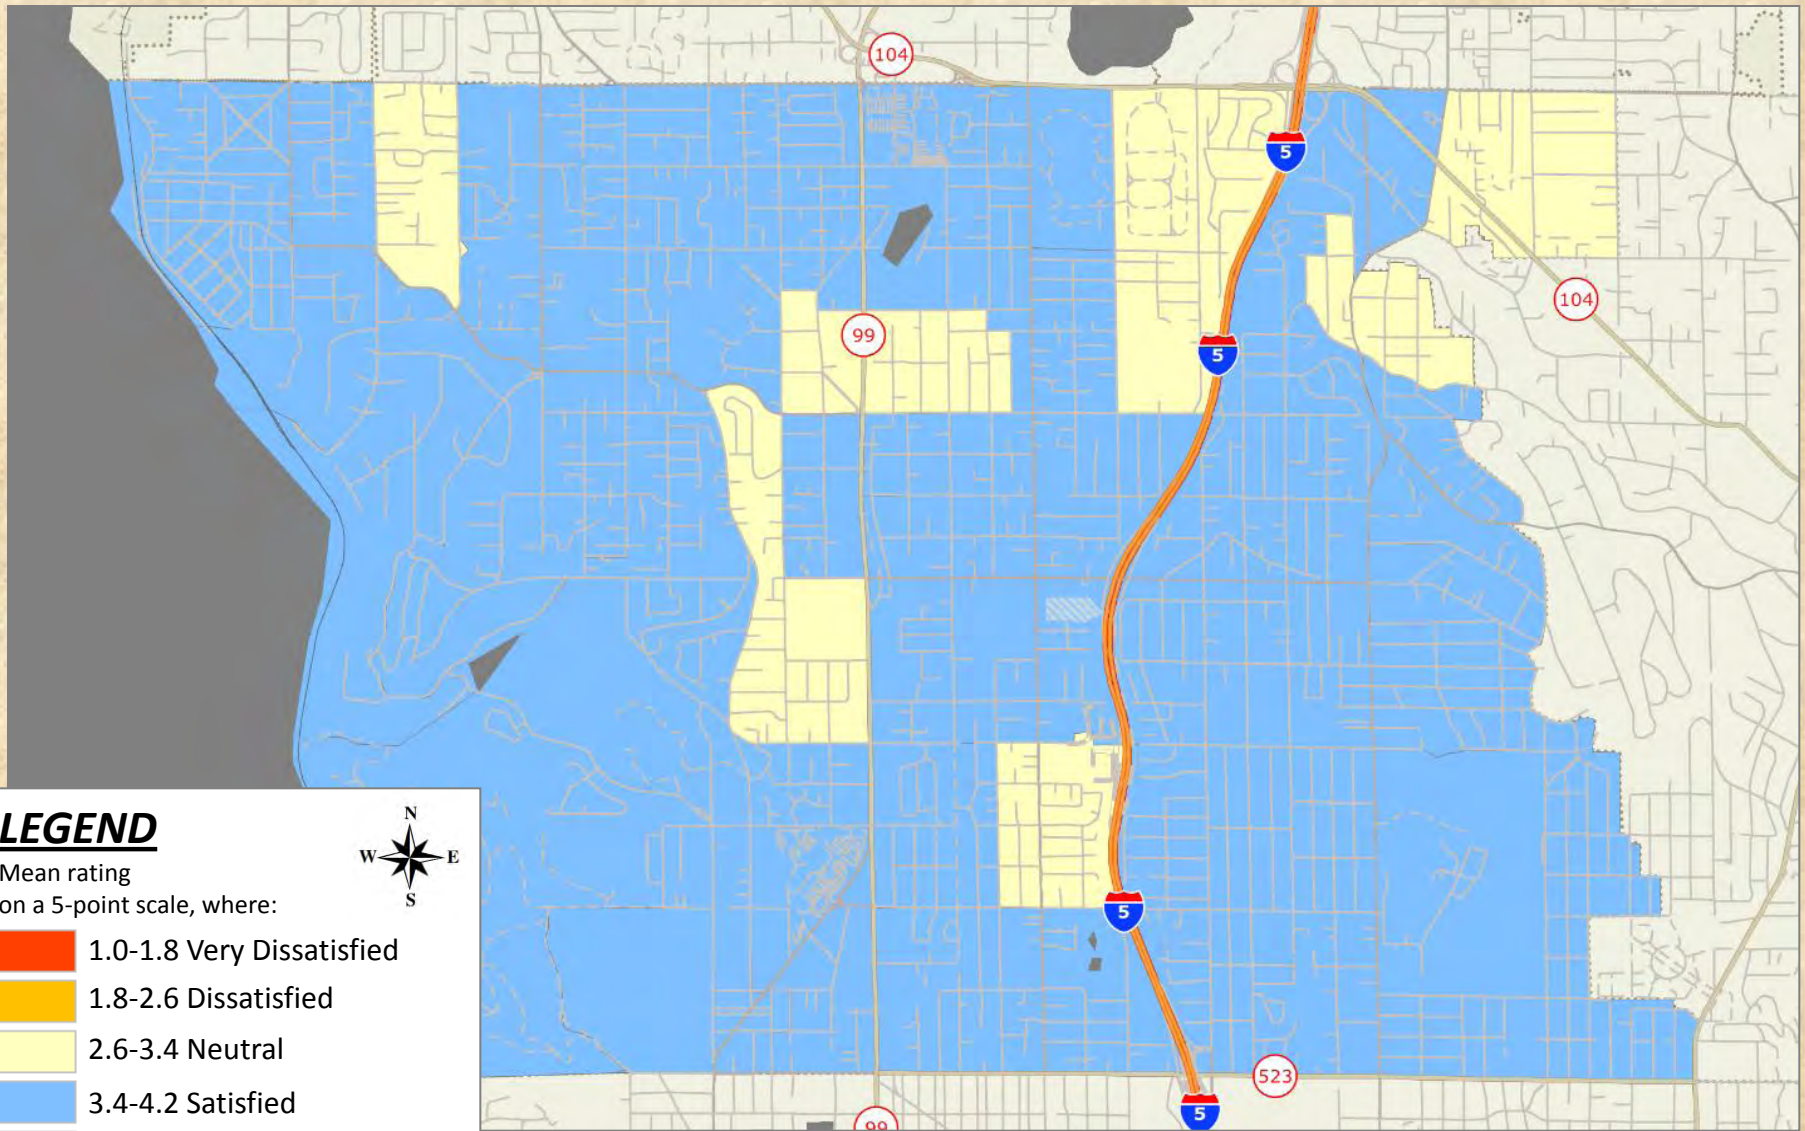 104
5
104
99
5
LEGEND
N
W E
S
Mean rating
on a 5-point scale, where:
5
1.0-1.8 Very Dissatisfied
1.8-2.6 Dissatisfied
2.6-3.4 Neutral
3.4-4.2 Satisfied
523
5
99